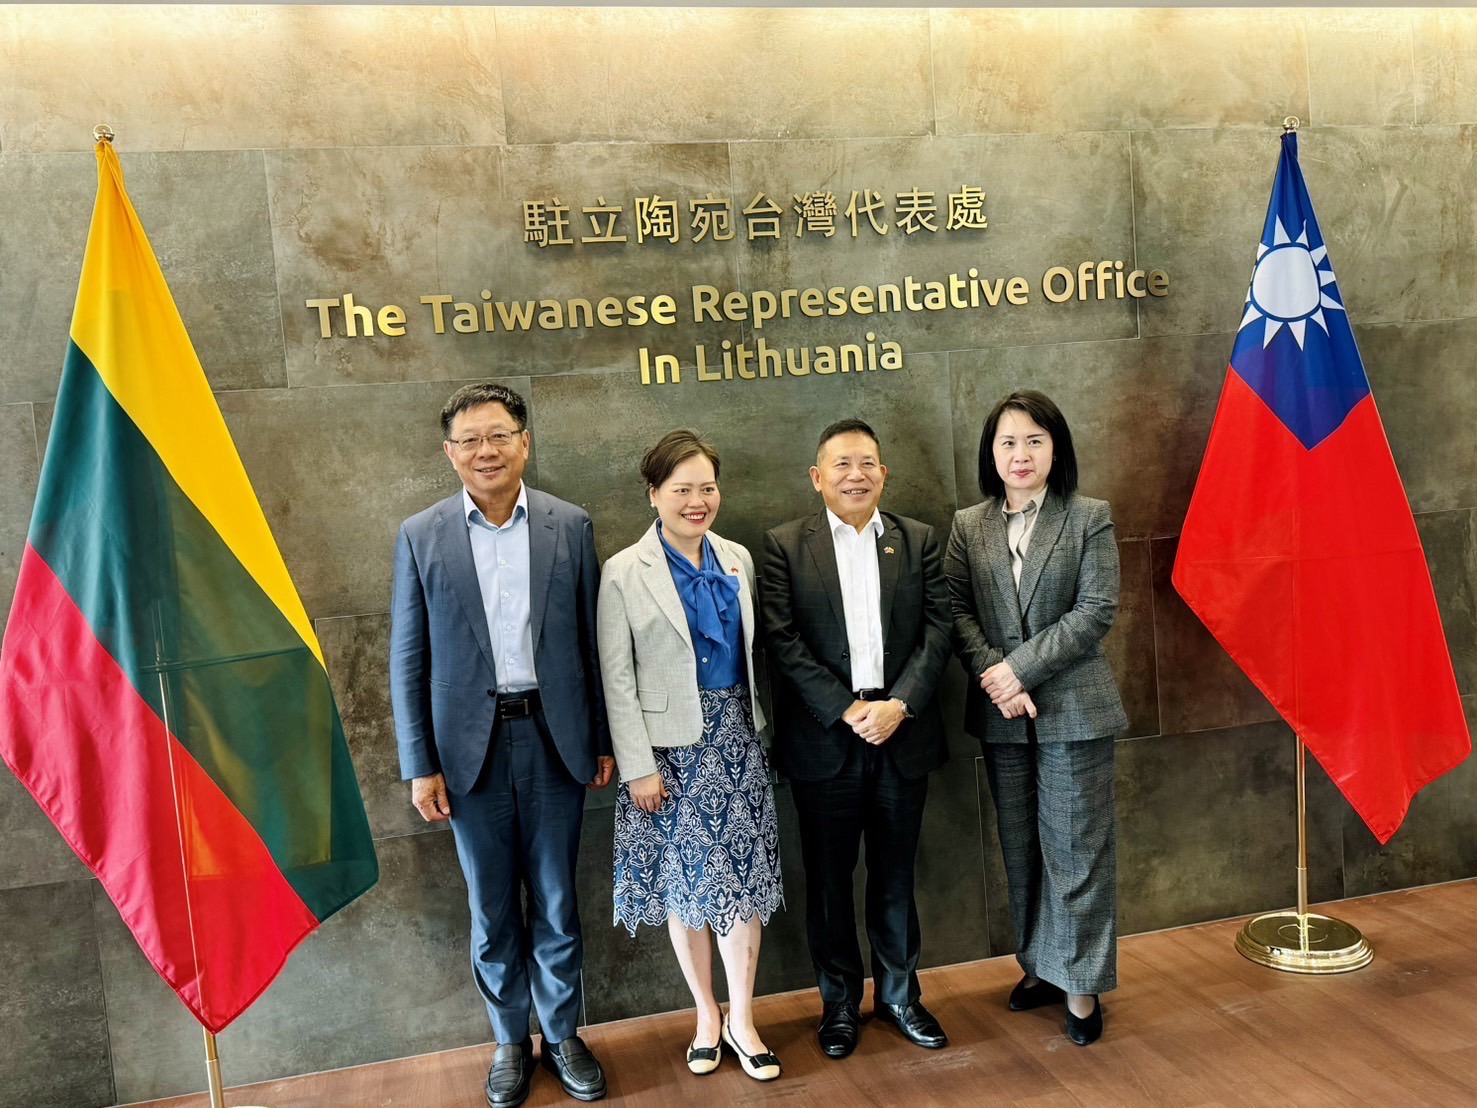 駐立陶宛台灣代表處
The Taiwanese Representative Office
In Lithuania